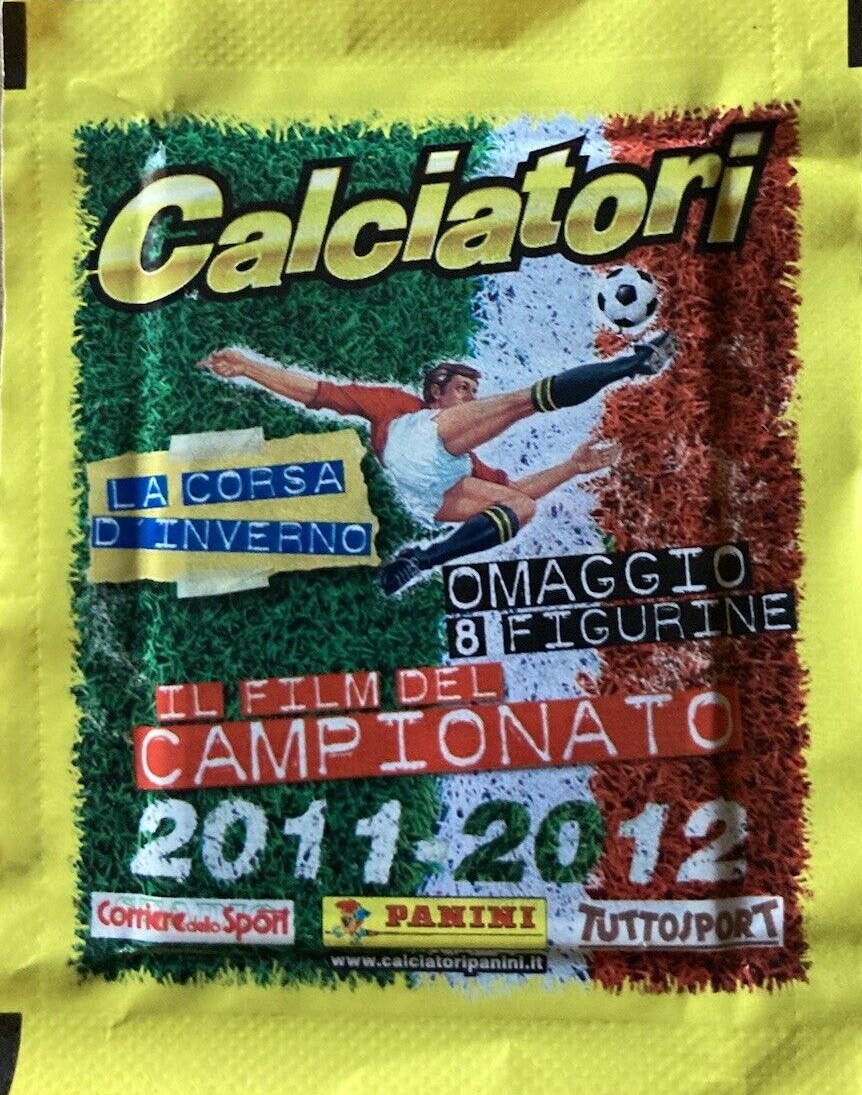 Calciatori
LA CORSA
D'INVERNO
OMAGGIO
8 FIGURINE
IL FILM DEL
CAMPIONATO
2011-2012
Corriere dello Sport
PANINI
TUTTOSPORT
www.calciatoripanini.it